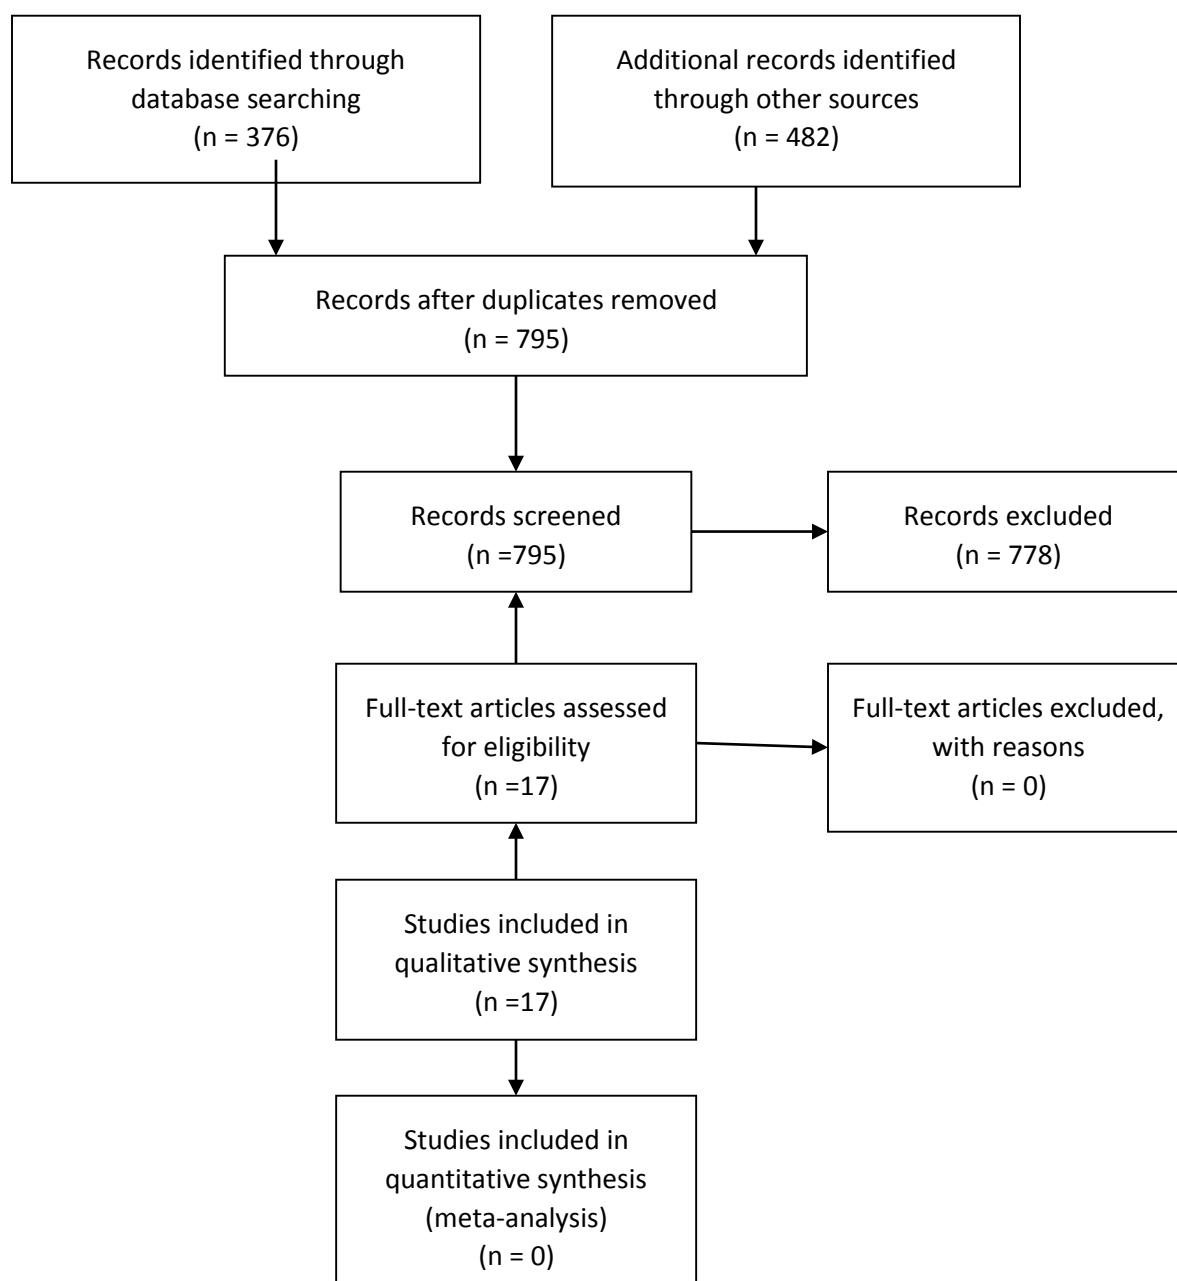 Records identified through
database searching
(n = 376)
Additional records identified
through other sources
(n = 482)
Records after duplicates removed
(n = 795)
Records screened
(n =795)
Records excluded
(n = 778)
Full-text articles assessed
for eligibility
(n =17)
Full-text articles excluded,
with reasons
(n = 0)
Studies included in
qualitative synthesis
(n =17)
Studies included in
quantitative synthesis
(meta-analysis)
(n = 0)